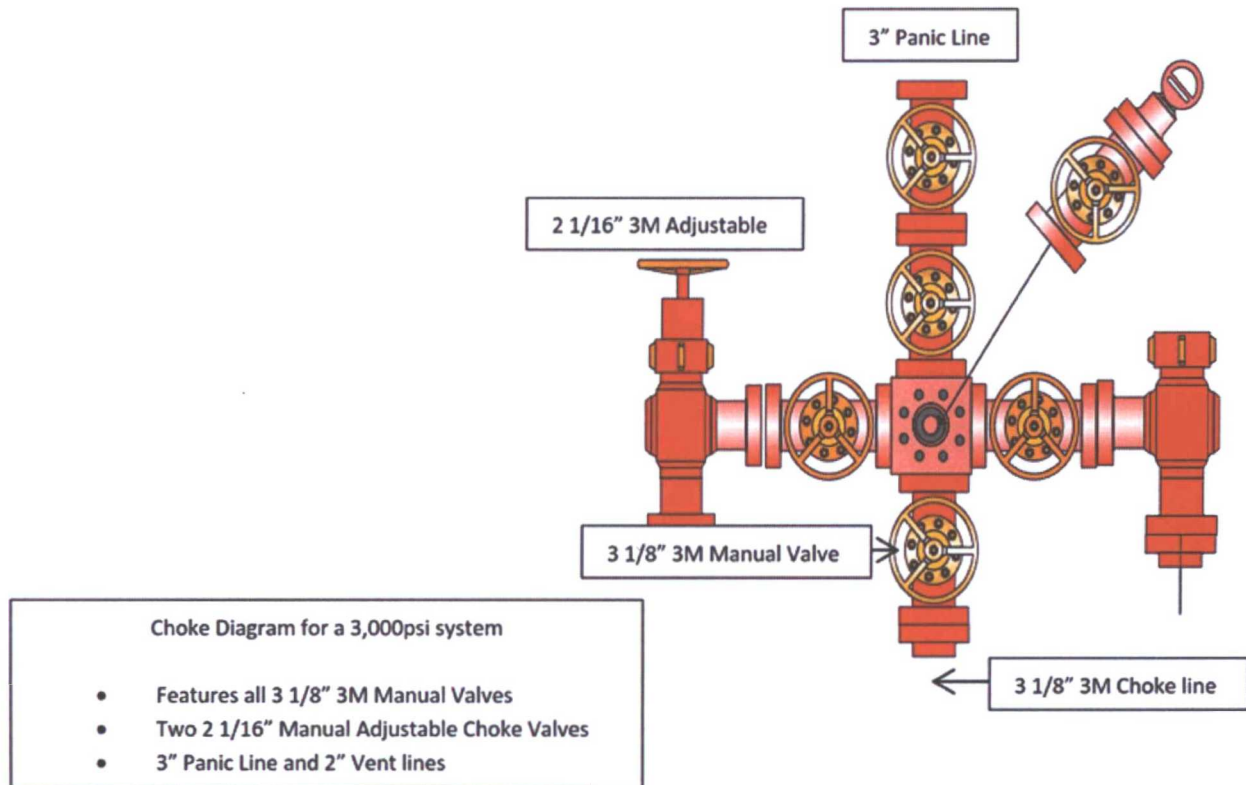 3” Panic Line
2 1/16” 3M Adjustable
3 1/8” 3M Manual Valve
3 1/8” 3M Choke line
Choke Diagram for a 3,000psi system
• Features all 3 1/8” 3M Manual Valves
• Two 2 1/16” Manual Adjustable Choke Valves
• 3” Panic Line and 2” Vent lines